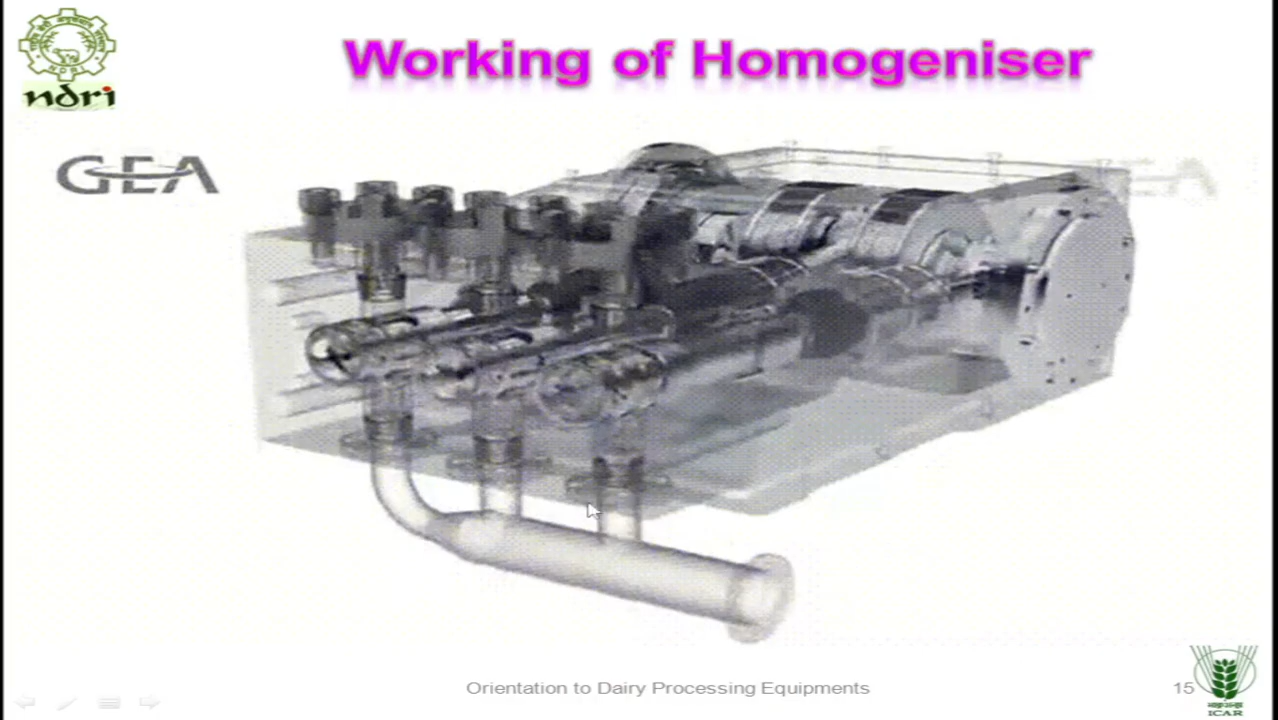 Working of Homogeniser
ndri
GEA
Orientation to Dairy Processing Equipments
15
ICAR